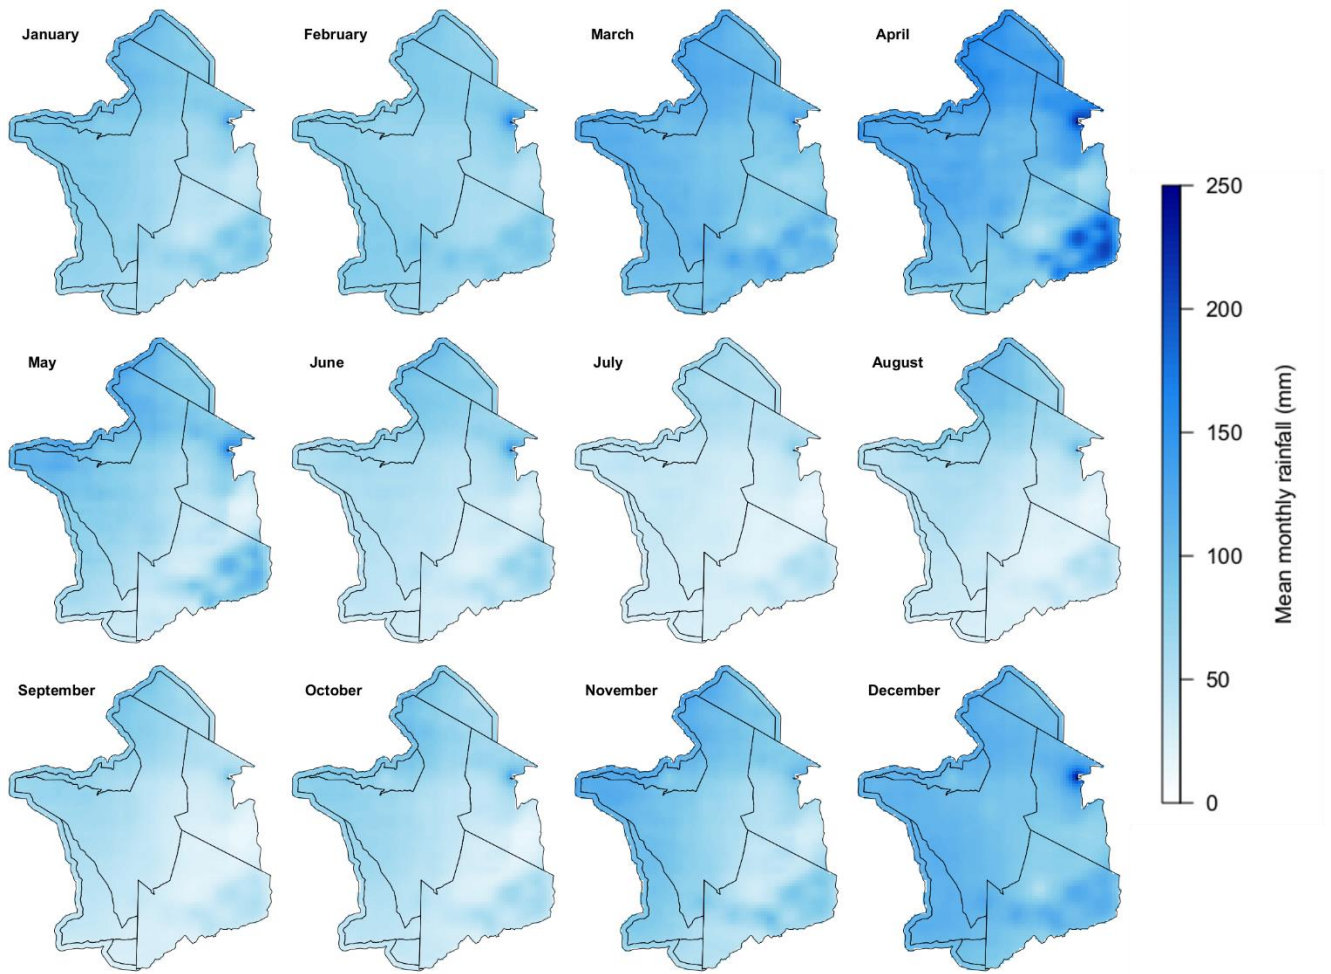 January
February
March
April
May
June
July
August
September
October
November
December
250
200
150
100
50
0
Mean monthly rainfall (mm)